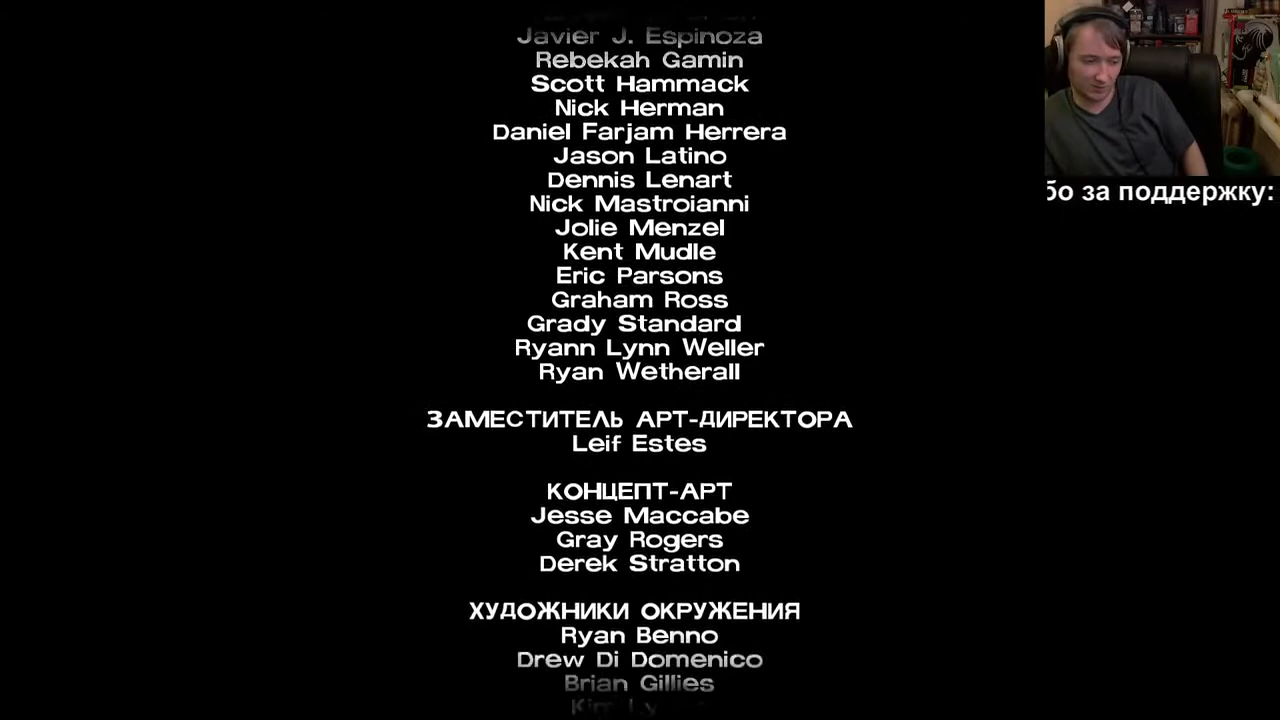 Javier J. Espinoza
Rebekah Gamin
Scott Hammack
Nick Herman
Daniel Farjam Herrera
Jason Latino
Dennis Lenart
Nick Mastroianni
Jolie Menzel
Kent Mudle
Eric Parsons
Graham Ross
Grady Standard
Ryann Lynn Weller
Ryan Wetherall
ЗАМЕСТИТЕЛЬ АРТ-ДИРЕКТОРА
Leif Estes
КОНЦЕПТ-АРТ
Jesse Maccabe
Gray Rogers
Derek Stratton
ХУДОЖНИКИ ОКРУЖЕНИЯ
Ryan Benno
Drew Di Domenico
Brian Gillies
Kim
бо за поддержку: